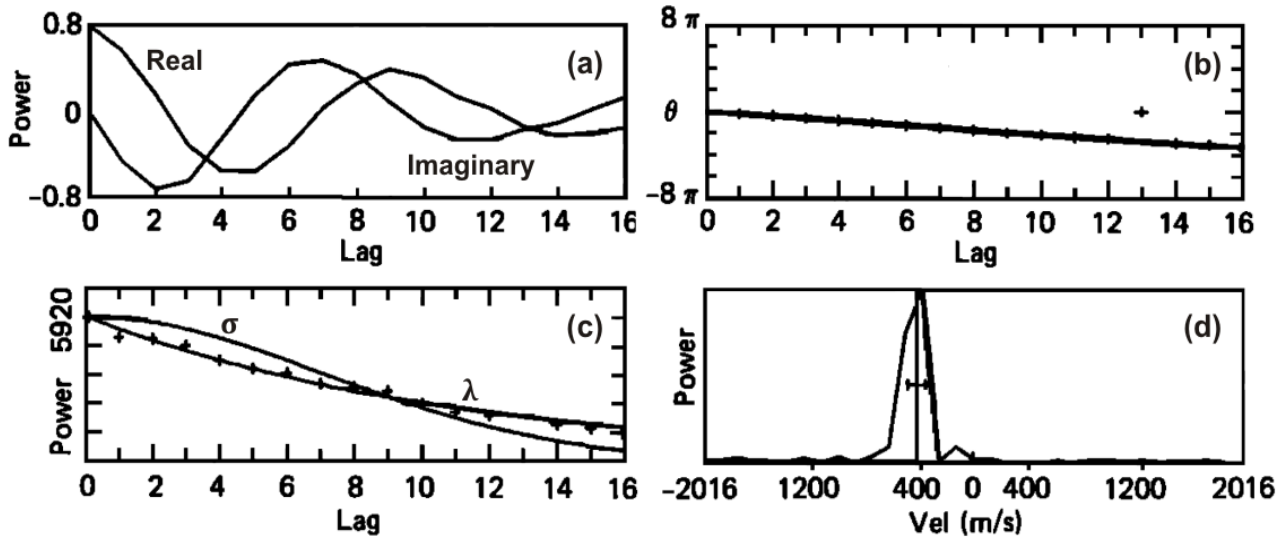 0.8
Real
(a)
Power
0
Imaginary
−0.8
0 2 4 6 8 10 12 14 16
Lag
8 π
(b)
θ
−8 π
0 2 4 6 8 10 12 14 16
Lag
5920
σ
(c)
Power
λ
0 2 4 6 8 10 12 14 16
Lag
(d)
Power
−2016 1200 400 0 400 1200 2016
Vel (m/s)